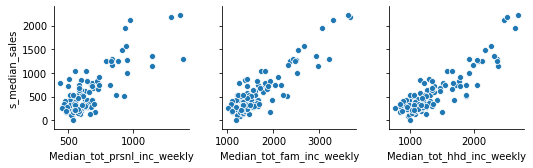 s_median_sales
2000
1500
1000
500
0
500 1000
1000 2000 3000
1000 2000
Median_tot_prsnl_inc_weekly Median_tot_fam_inc_weekly Median_tot_hhd_inc_weekly